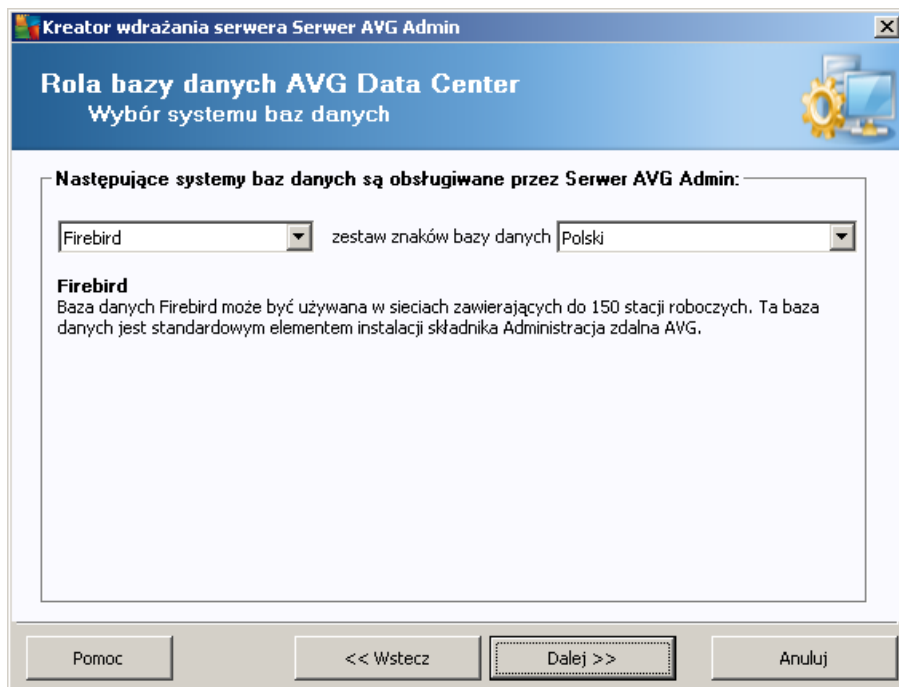 Kreator wdrażania serwera Serwer AVG Admin
Rola bazy danych AVG Data Center
Wybór systemu baz danych
Następujące systemy baz danych są obsługiwane przez Serwer AVG Admin:
Firebird zestaw znaków bazy danych Polski
Firebird
Baza danych Firebird może być używana w sieciach zawierających do 150 stacji roboczych. Ta baza
danych jest standardowym elementem instalacji składnika Administracja zdalna AVG.
Pomoc << Wstecz Dalej >> Anuluj